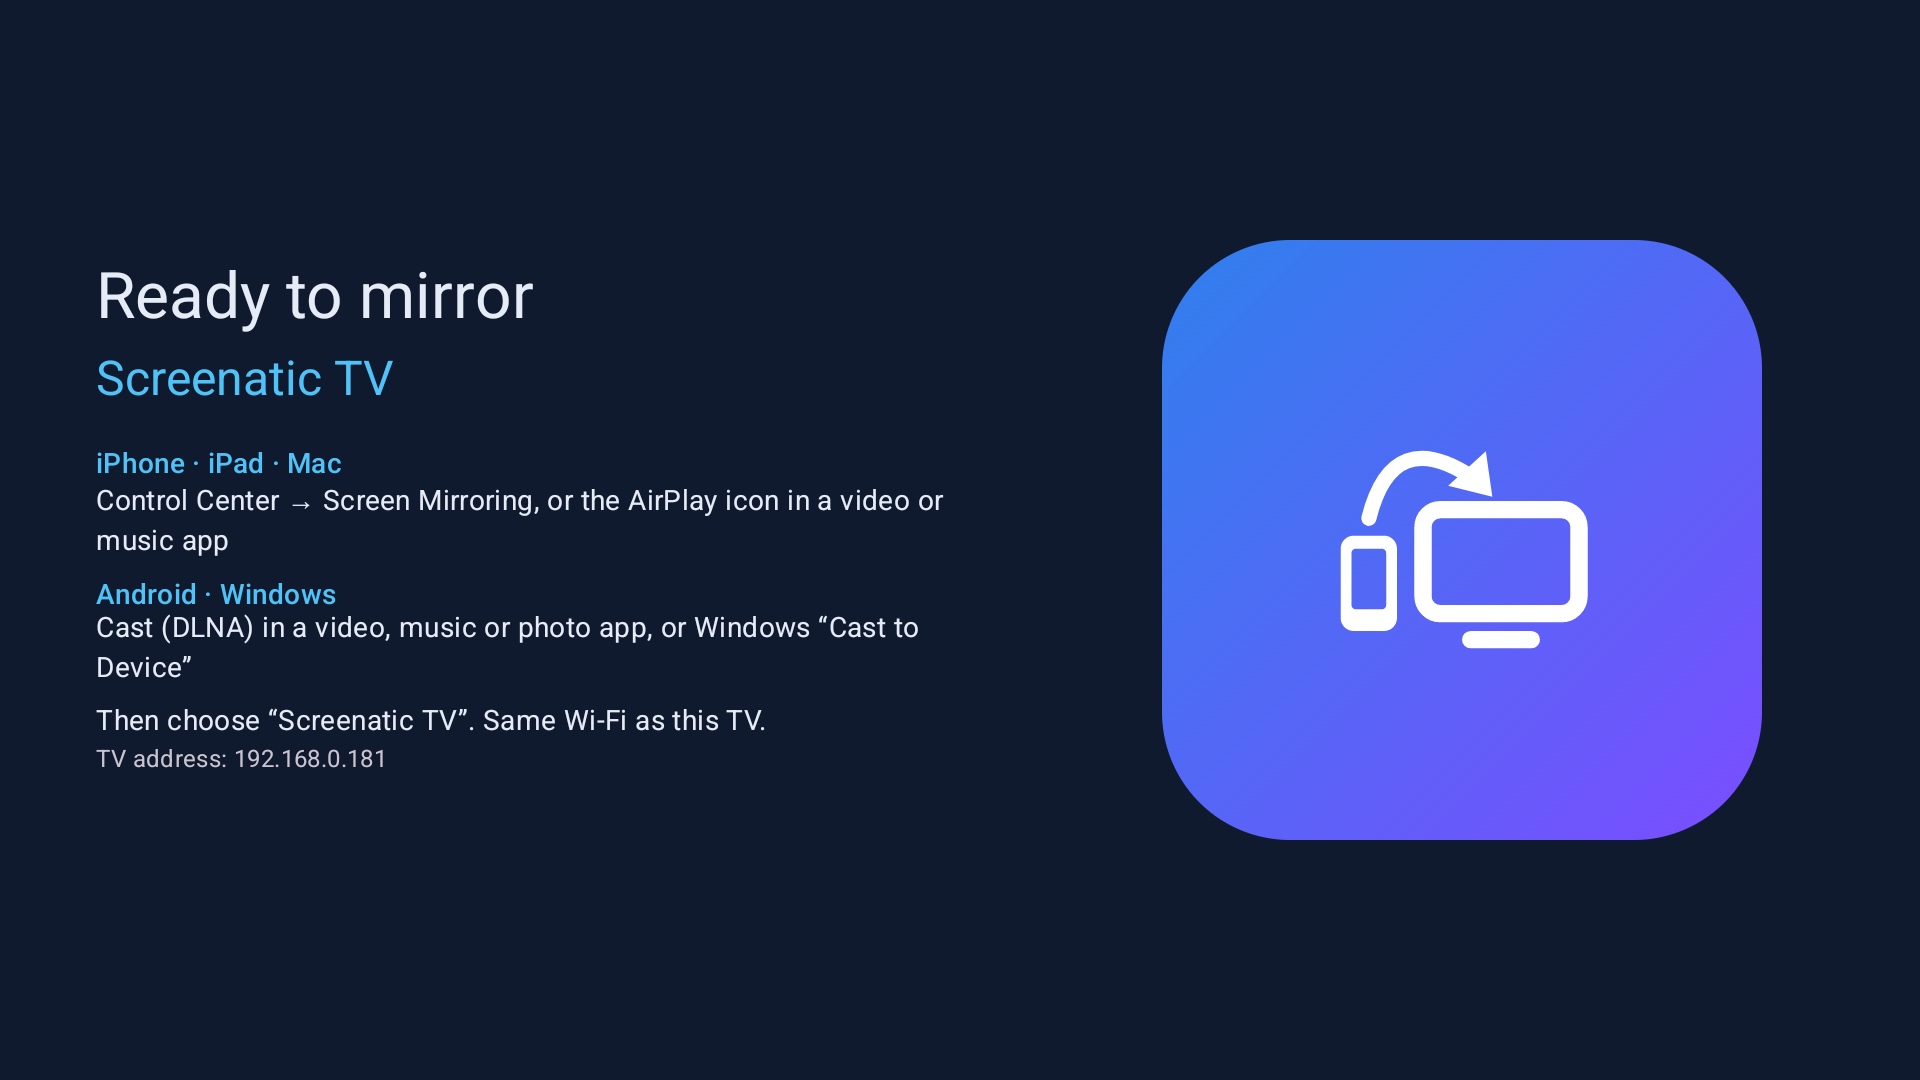 Ready to mirror
Screenatic TV
iPhone · iPad · Mac
Control Center → Screen Mirroring, or the AirPlay icon in a video or
music app
Android · Windows
Cast (DLNA) in a video, music or photo app, or Windows “Cast to
Device”
Then choose “Screenatic TV”. Same Wi-Fi as this TV.
TV address: 192.168.0.181